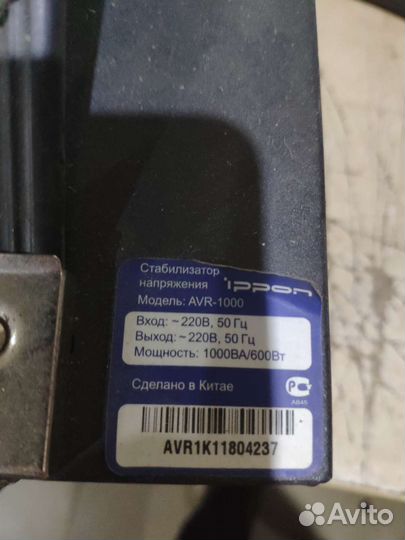 Стабилизатор
напряжения
ippon
Модель: AVR-1000
Вход: ~220В, 50 Гц
Выход: ~220В, 50 Гц
Мощность: 1000ВА/600Вт
Сделано в Китае
АВ45
AVR1K11804237
Avito